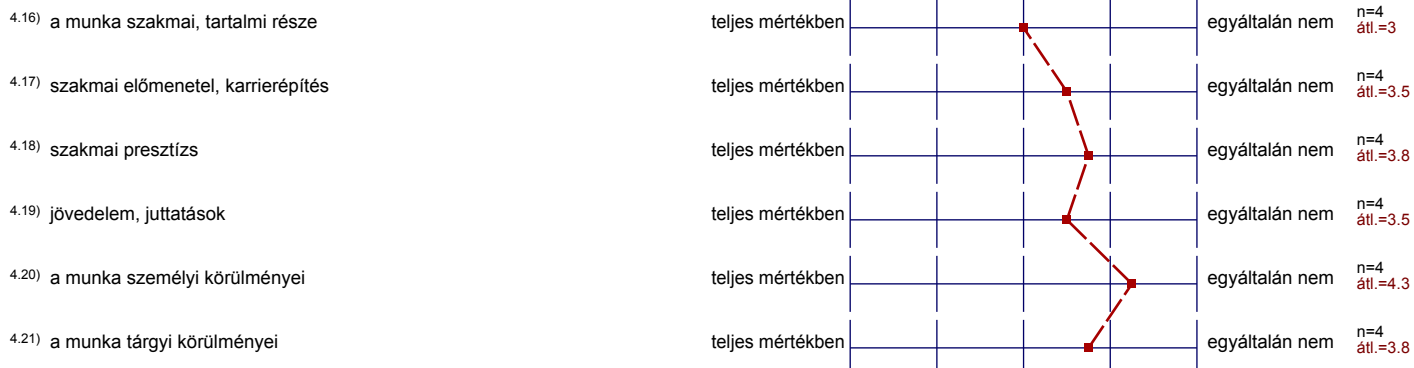 4.16) a munka szakmai, tartalmi része teljes mértékben egyáltalán nem n=4
átl.=3
4.17) szakmai előmenetel, karrierépítés teljes mértékben egyáltalán nem n=4
átl.=3.5
4.18) szakmai presztízs teljes mértékben egyáltalán nem n=4
átl.=3.8
4.19) jövedelem, juttatások teljes mértékben egyáltalán nem n=4
átl.=3.5
4.20) a munka személyi körülményei teljes mértékben egyáltalán nem n=4
átl.=4.3
4.21) a munka tárgyi körülményei teljes mértékben egyáltalán nem n=4
átl.=3.8